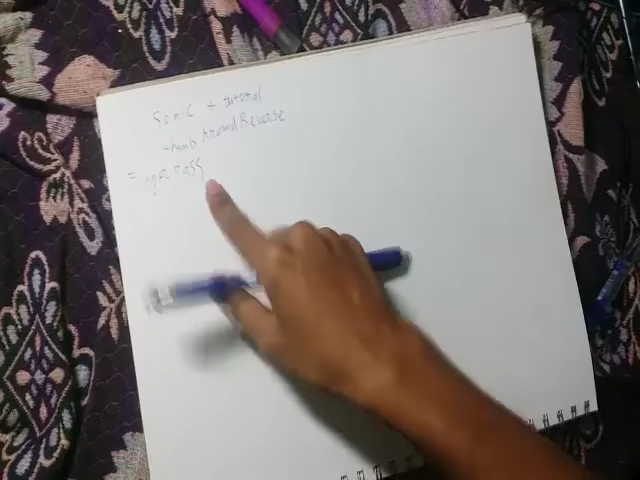 Sonic + tutorial
thumb Around Reverse
=